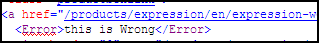 <a href="/products/expression/en/expression-w
<Error>this is Wrong</Error>